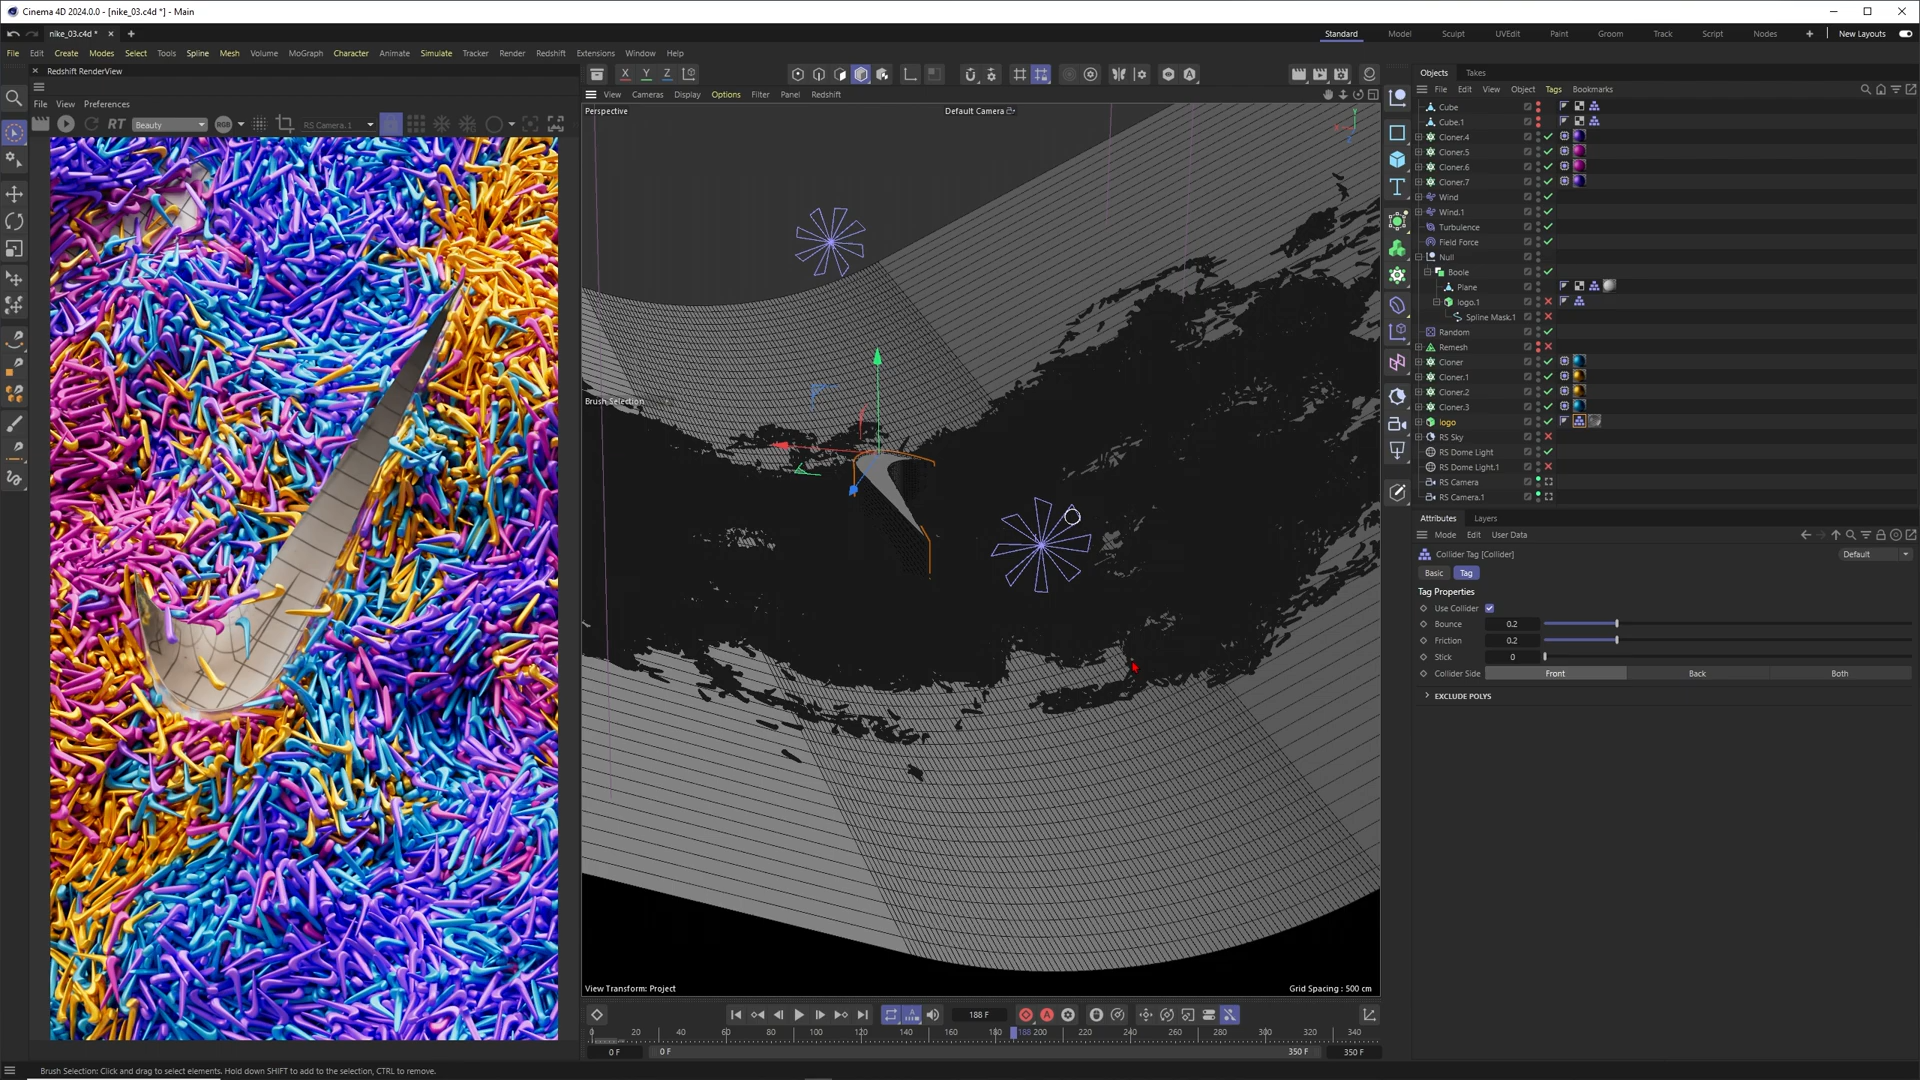 Cinema 4D 2024.0.0 - [nike_03.c4d *] - Main
nike_03.c4d *
Standard Model Sculpt UVEdit Paint Groom Track Script Nodes New Layouts
File Edit Create Modes Select Tools Spline Mesh Volume MoGraph Character Animate Simulate Tracker Render Redshift Extensions Window Help
Redshift RenderView
File View Preferences
RT Beauty RGB RS Camera.1
X Y Z
View Cameras Display Options Filter Panel Redshift
Perspective
Default Camera
Brush Selection
View Transform: Project
Grid Spacing : 500 cm
188 F
0 20 40 60 80 100 120 140 160 180 188 200 220 240 260 280 300 320 340
0 F
0 F
350 F
350 F
Brush Selection: Click and drag to select elements. Hold down SHIFT to add to the selection, CTRL to remove.
Objects Takes
File Edit View Object Tags Bookmarks
Cube
Cube.1
Cloner.4
Cloner.5
Cloner.6
Cloner.7
Wind
Wind.1
Turbulence
Field Force
Null
Boole
Plane
logo.1
Spline Mask.1
Random
Remesh
Cloner
Cloner.1
Cloner.2
Cloner.3
logo
RS Sky
RS Dome Light
RS Dome Light.1
RS Camera
RS Camera.1
Attributes Layers
Mode Edit User Data
Collider Tag [Collider]
Default
Basic Tag
Tag Properties
Use Collider
Bounce 0.2
Friction 0.2
Stick 0
Collider Side Front Back Both
EXCLUDE POLYS